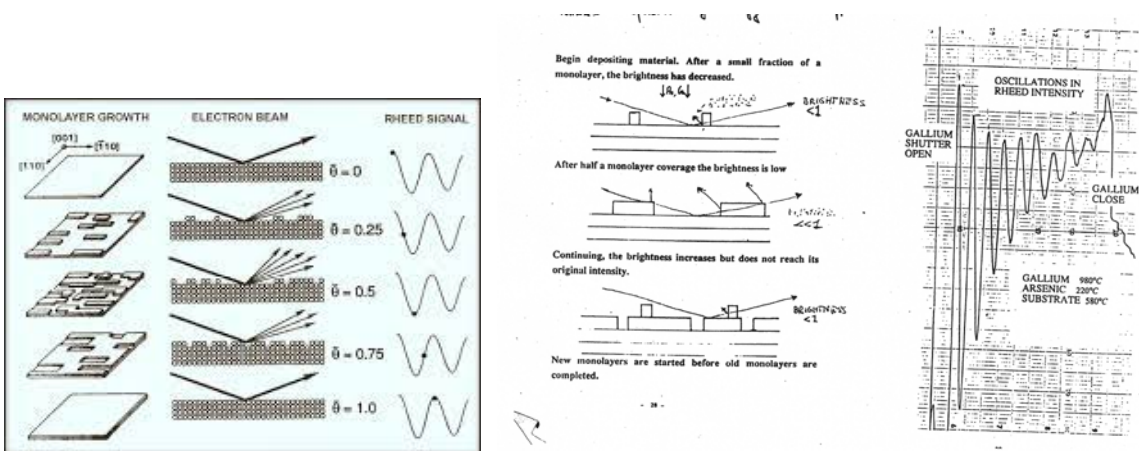 MONOLAYER GROWTH
ELECTRON BEAM
RHEED SIGNAL
[001]
[1̄10]
[110]
θ̄ = 0
θ̄ = 0.25
θ̄ = 0.5
θ̄ = 0.75
θ̄ = 1.0
Begin depositing material. After a small fraction of a
monolayer, the brightness has decreased.
BRIGHTNESS
<1
After half a monolayer coverage the brightness is low
<<1
Continuing, the brightness increases but does not reach its
original intensity.
BRIGHTNESS
<1
New monolayers are started before old monolayers are
completed.
OSCILLATIONS IN
RHEED INTENSITY
GALLIUM
SHUTTER
OPEN
GALLIUM
CLOSE
GALLIUM 980°C
ARSENIC 220°C
SUBSTRATE 580°C